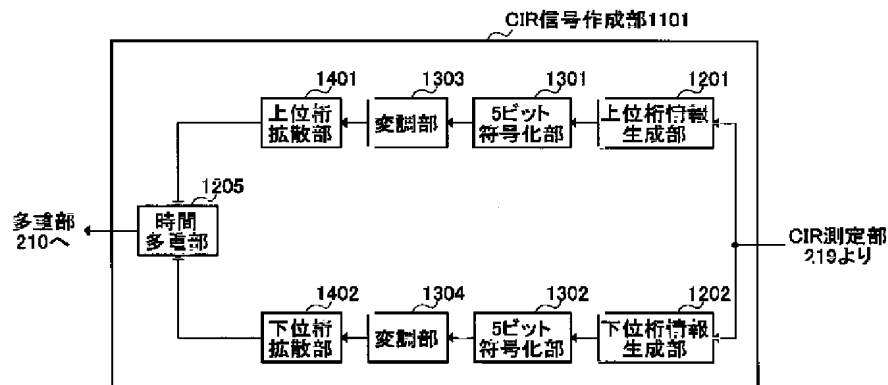 CIR信号作成部1101
1401
1303
1301
1201
上位桁
拡散部
変調部
5ビット
符号化部
上位桁情報
生成部
1205
時間
多重部
多重部
210へ
CIR測定部
219より
1402
1304
1302
1202
下位桁
拡散部
変調部
5ビット
符号化部
下位桁情報
生成部